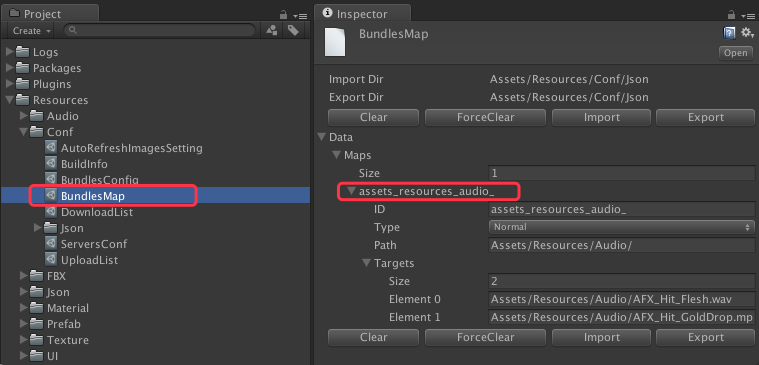 Project
Create
Logs
Packages
Plugins
Resources
Audio
Conf
AutoRefreshImagesSetting
BuildInfo
BundlesConfig
BundlesMap
DownloadList
Json
ServersConf
UploadList
FBX
Json
Material
Prefab
Texture
UI
Inspector
BundlesMap
Open
Import Dir Assets/Resources/Conf/Json
Export Dir Assets/Resources/Conf/Json
Clear ForceClear Import Export
Data
Maps
Size 1
assets_resources_audio_
ID assets_resources_audio_
Type Normal
Path Assets/Resources/Audio/
Targets
Size 2
Element 0 Assets/Resources/Audio/AFX_Hit_Flesh.wav
Element 1 Assets/Resources/Audio/AFX_Hit_GoldDrop.mp
Clear ForceClear Import Export